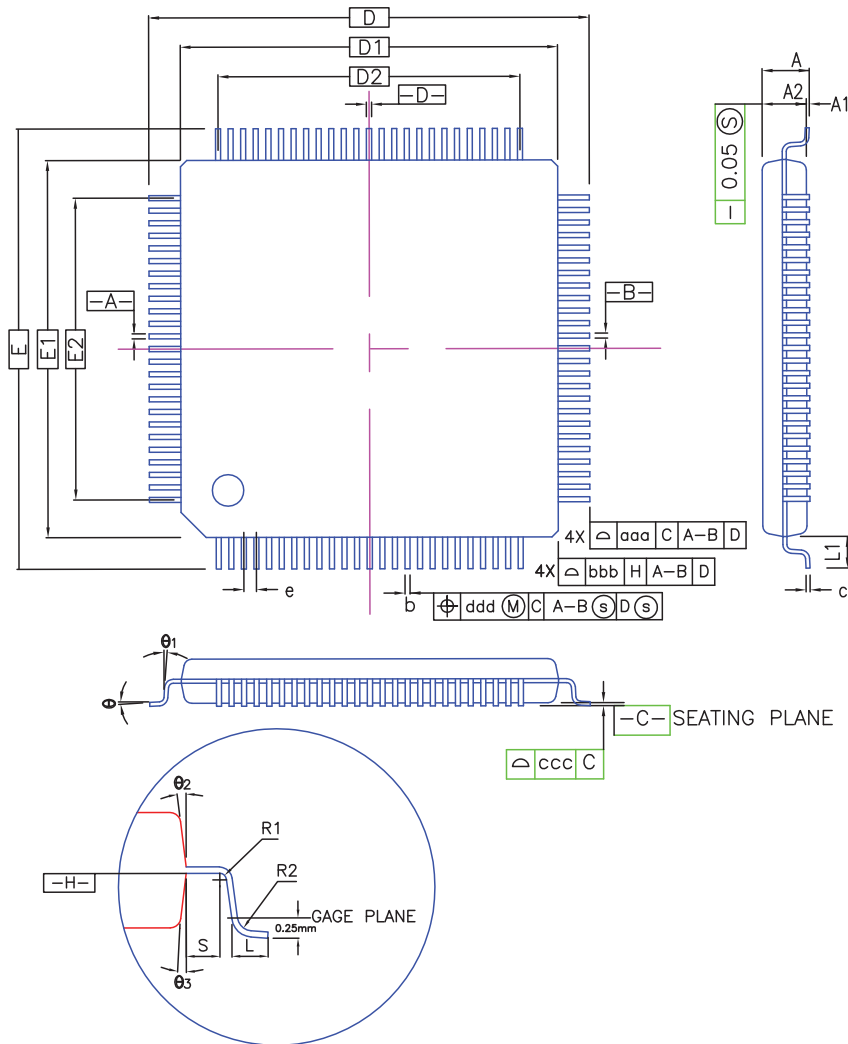 D
D1
D2
-D-
A
A2
A1
0.05 Ⓢ
-A-
-B-
E
E1
E2
4X aaa C A-B D
4X bbb H A-B D
L1
e
b
c
⌖ ddd Ⓜ C A-B ⓢ D ⓢ
θ1
θ
-C- SEATING PLANE
ccc C
θ2
R1
R2
-H-
GAGE PLANE
0.25mm
S
L
θ3